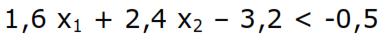 1,6 x₁ + 2,4 x₂ – 3,2 < -0,5